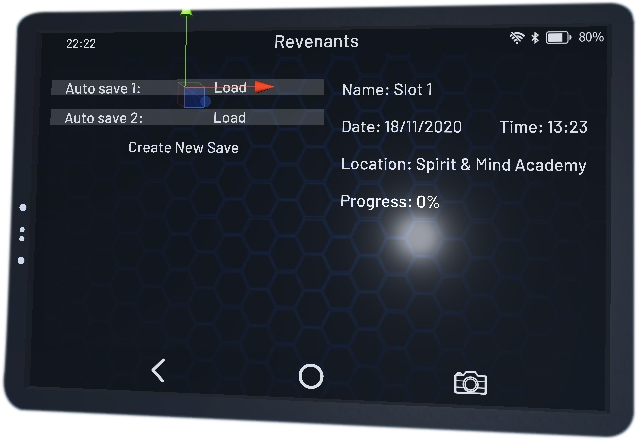 22:22
Revenants
80%
Auto save 1: Load
Auto save 2: Load
Create New Save
Name: Slot 1
Date: 18/11/2020 Time: 13:23
Location: Spirit & Mind Academy
Progress: 0%